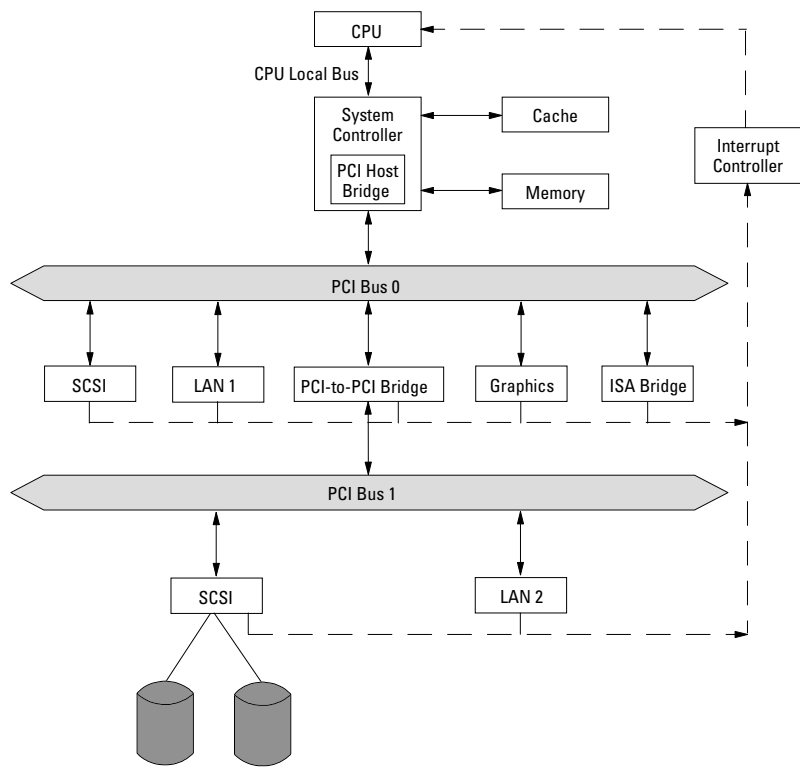 CPU
CPU Local Bus
System
Controller
PCI Host
Bridge
Cache
Memory
Interrupt
Controller
PCI Bus 0
SCSI
LAN 1
PCI-to-PCI Bridge
Graphics
ISA Bridge
PCI Bus 1
SCSI
LAN 2